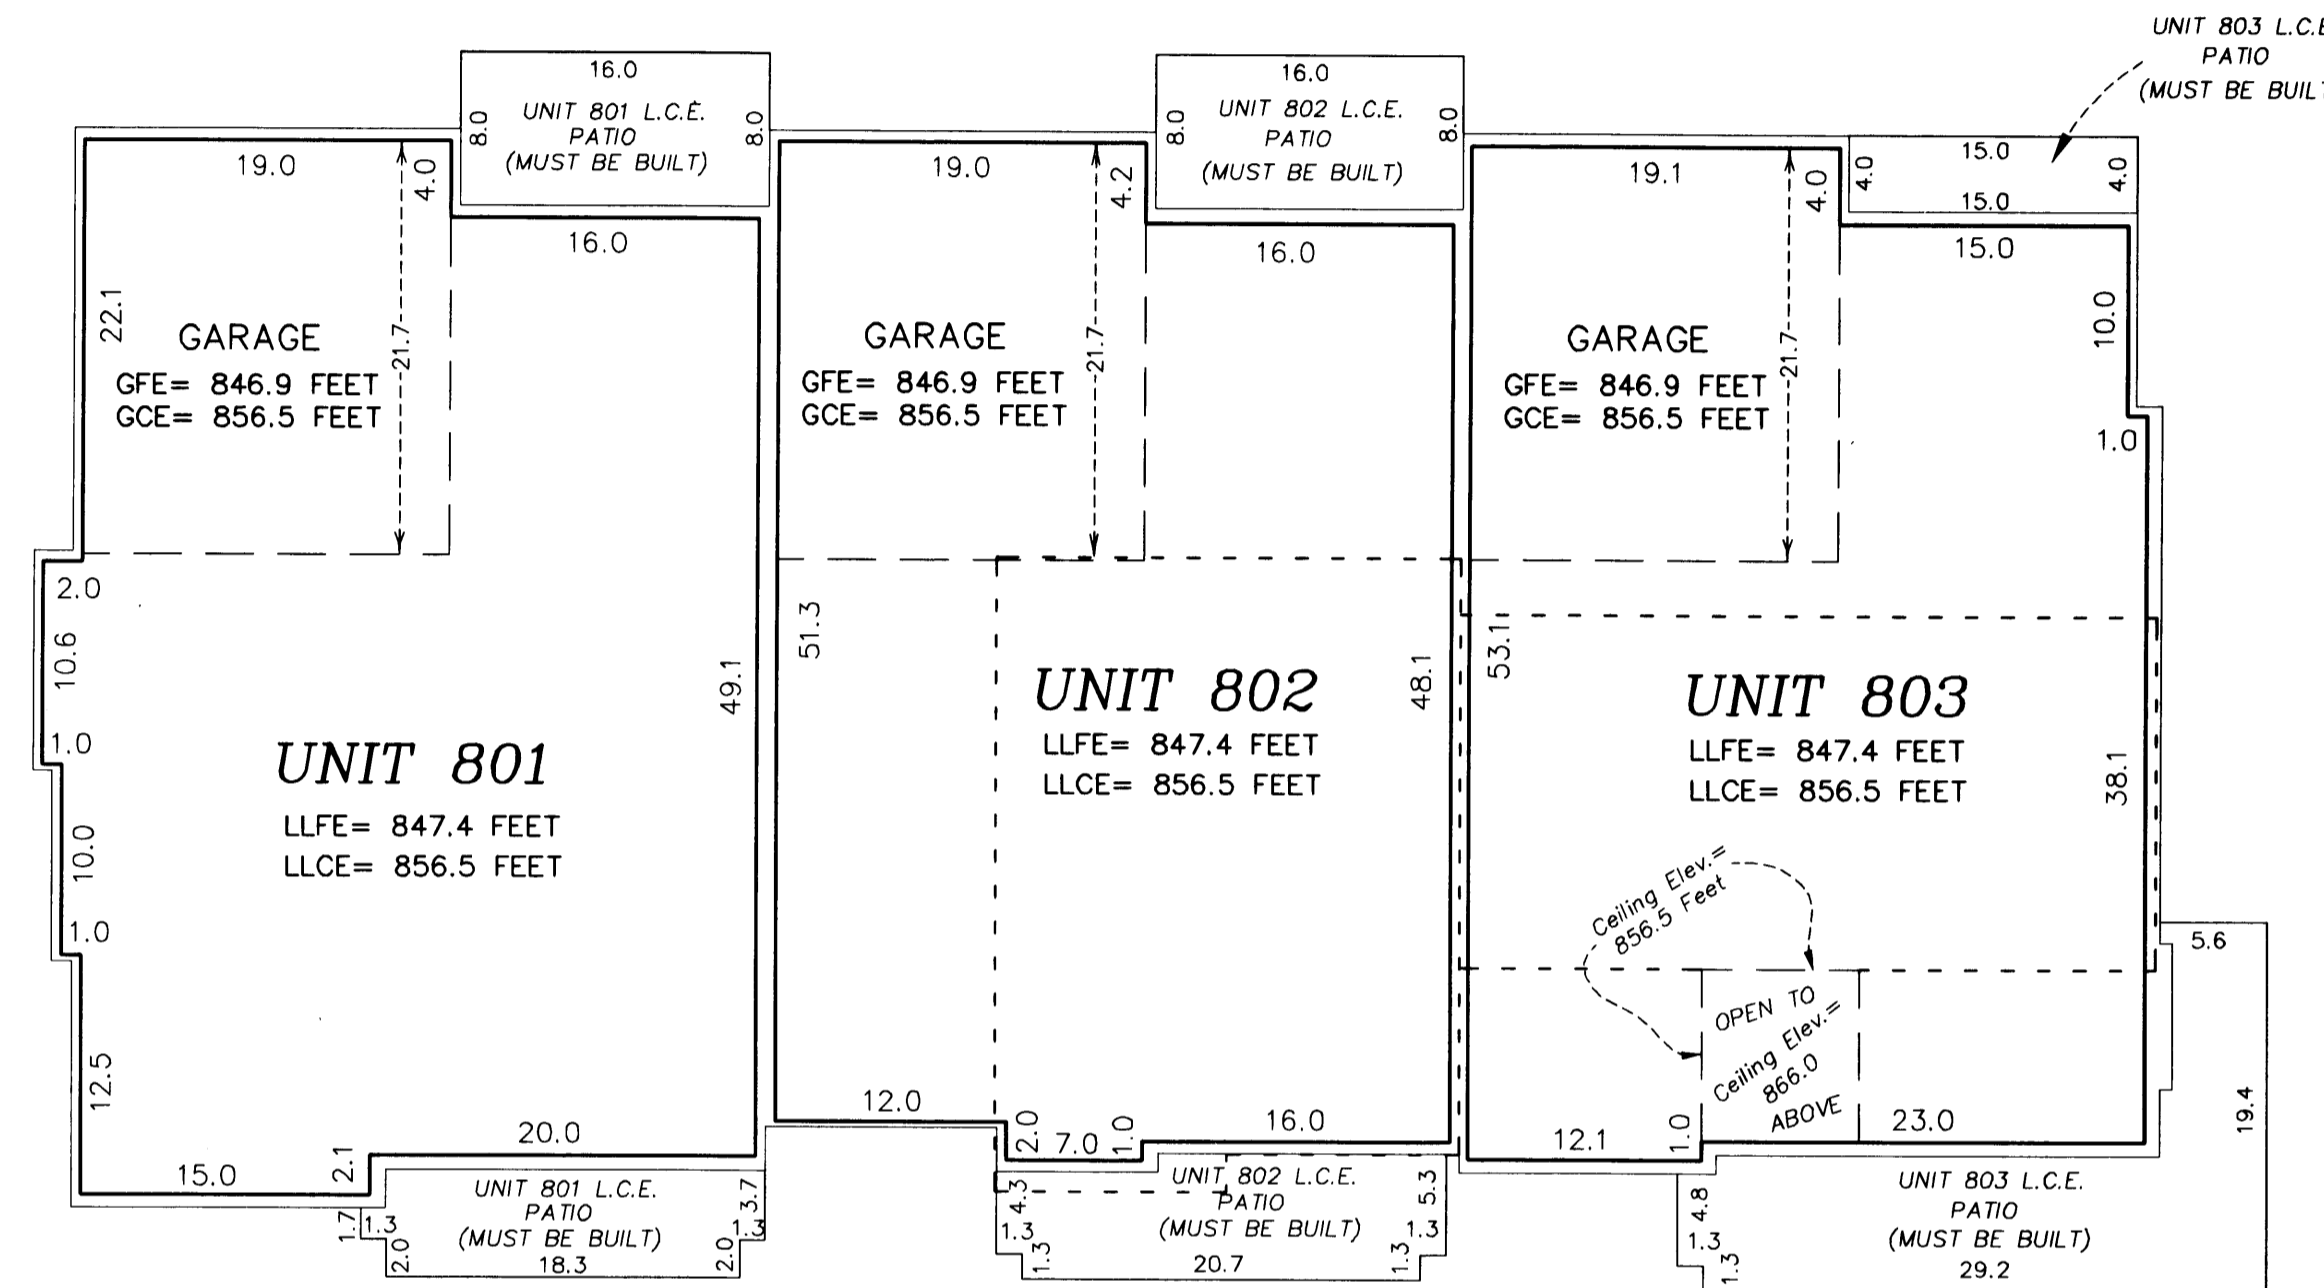 UNIT 803 L.C.E
PATIO
(MUST BE BUILT
16.0
8.0
UNIT 801 L.C.E.
PATIO
(MUST BE BUILT)
8.0
16.0
8.0
UNIT 802 L.C.E.
PATIO
(MUST BE BUILT)
8.0
4.0
15.0
15.0
4.0
19.0
4.0
16.0
22.1
21.7
GARAGE
GFE= 846.9 FEET
GCE= 856.5 FEET
2.0
10.6
1.0
10.0
1.0
12.5
49.1
UNIT 801
LLFE= 847.4 FEET
LLCE= 856.5 FEET
15.0
2.1
20.0
1.7
1.3
2.0
UNIT 801 L.C.E.
PATIO
(MUST BE BUILT)
18.3
3.7
1.3
2.0
19.0
4.2
16.0
21.7
GARAGE
GFE= 846.9 FEET
GCE= 856.5 FEET
51.3
48.1
UNIT 802
LLFE= 847.4 FEET
LLCE= 856.5 FEET
12.0
2.0
7.0
1.0
16.0
4.3
1.3
1.3
UNIT 802 L.C.E.
PATIO
(MUST BE BUILT)
20.7
5.3
1.3
1.3
19.1
4.0
15.0
21.7
10.0
1.0
GARAGE
GFE= 846.9 FEET
GCE= 856.5 FEET
53.1
38.1
UNIT 803
LLFE= 847.4 FEET
LLCE= 856.5 FEET
Ceiling Elev.=
856.5 Feet
OPEN TO
Ceiling Elev.=
866.0
ABOVE
12.1
1.0
23.0
5.6
19.4
4.8
1.3
1.3
UNIT 803 L.C.E.
PATIO
(MUST BE BUILT)
29.2